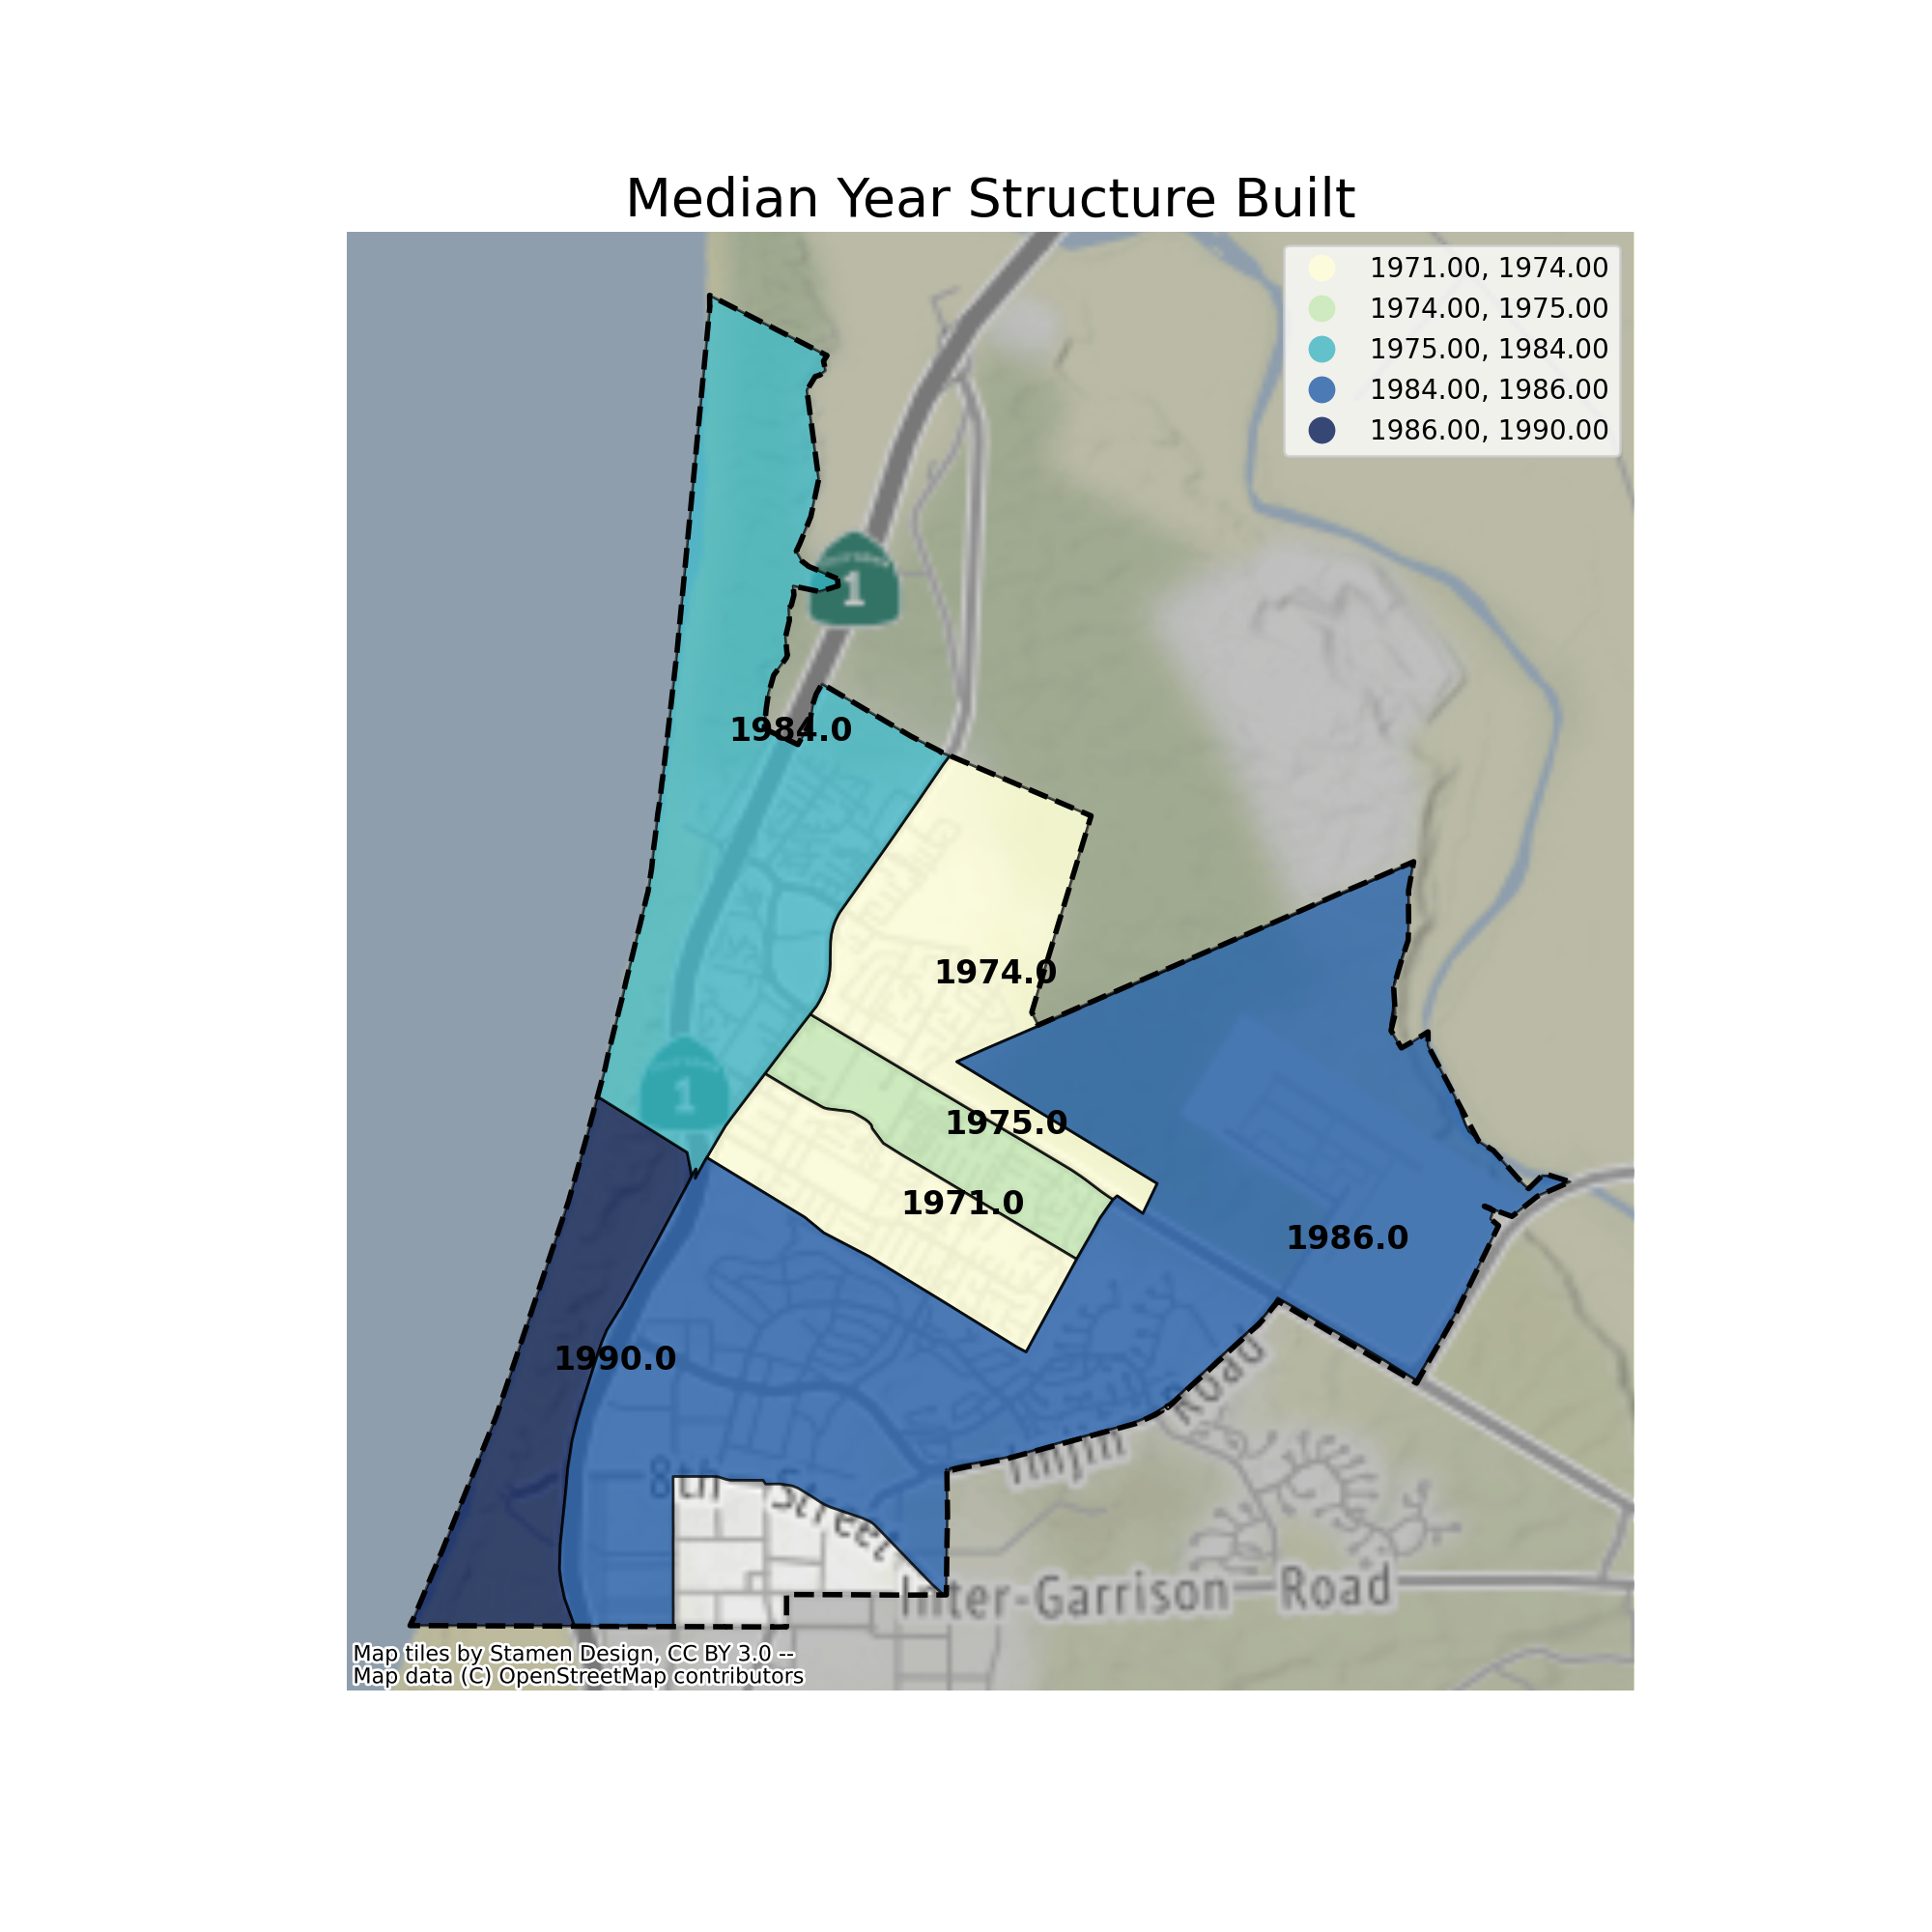 Median Year Structure Built
1971.00, 1974.00
1974.00, 1975.00
1975.00, 1984.00
1984.00, 1986.00
1986.00, 1990.00
1
1984.0
1974.0
1
1975.0
1971.0
1986.0
1990.0
Imjin Road
8th Street
Inter-Garrison Road
Map tiles by Stamen Design, CC BY 3.0 --
Map data (C) OpenStreetMap contributors